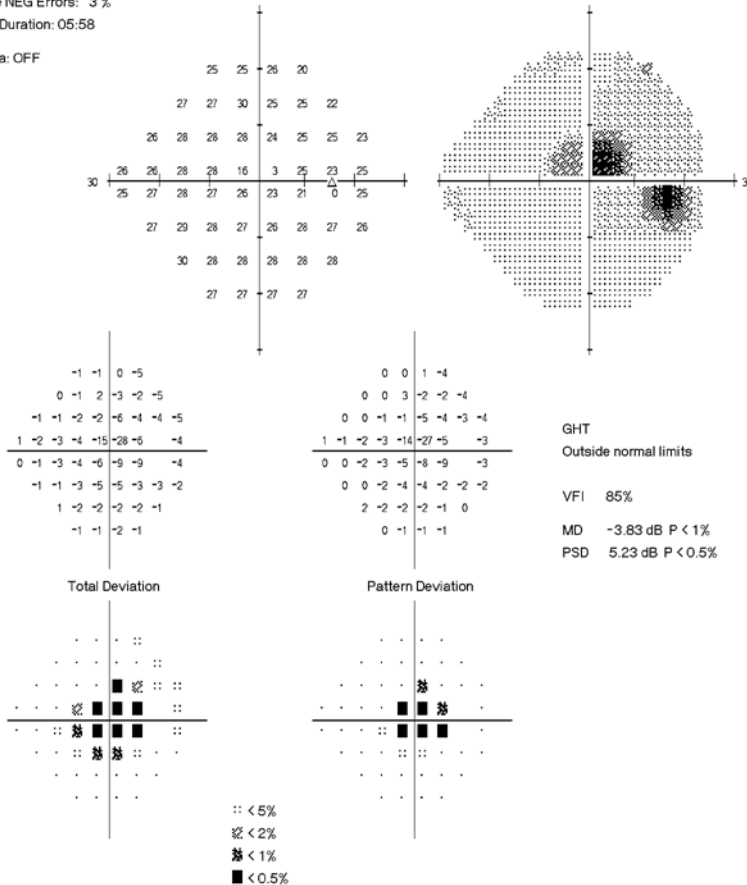 NEG Errors: 3 %
Duration: 05:58
a: OFF
25 25 26 20
27 27 30 25 25 22
26 28 28 28 24 25 25 23
26 26 28 28 16 3 25 23 25
30
25 27 28 27 26 23 21 0 25
27 29 28 27 26 28 27 26
30 28 28 28 28 28
27 27 27 27
-1 -1 0 -5
0 -1 2 -3 -2 -5
-1 -1 -2 -2 -6 -4 -4 -5
1 -2 -3 -4 -15 -28 -6 -4
0 -1 -3 -4 -6 -9 -9 -4
-1 -1 -3 -5 -5 -3 -3 -2
1 -2 -2 -2 -2 -1
-1 -1 -2 -1
Total Deviation
0 0 1 -4
0 0 3 -2 -2 -4
0 0 -1 -1 -5 -4 -3 -4
1 -1 -2 -3 -14 -27 -5 -3
0 0 -2 -3 -5 -8 -9 -3
0 0 -2 -4 -4 -2 -2 -2
2 -2 -2 -2 -1 0
0 -1 -1 -1
Pattern Deviation
GHT
Outside normal limits
VFI 85%
MD -3.83 dB P < 1%
PSD 5.23 dB P < 0.5%
< 5%
< 2%
< 1%
< 0.5%